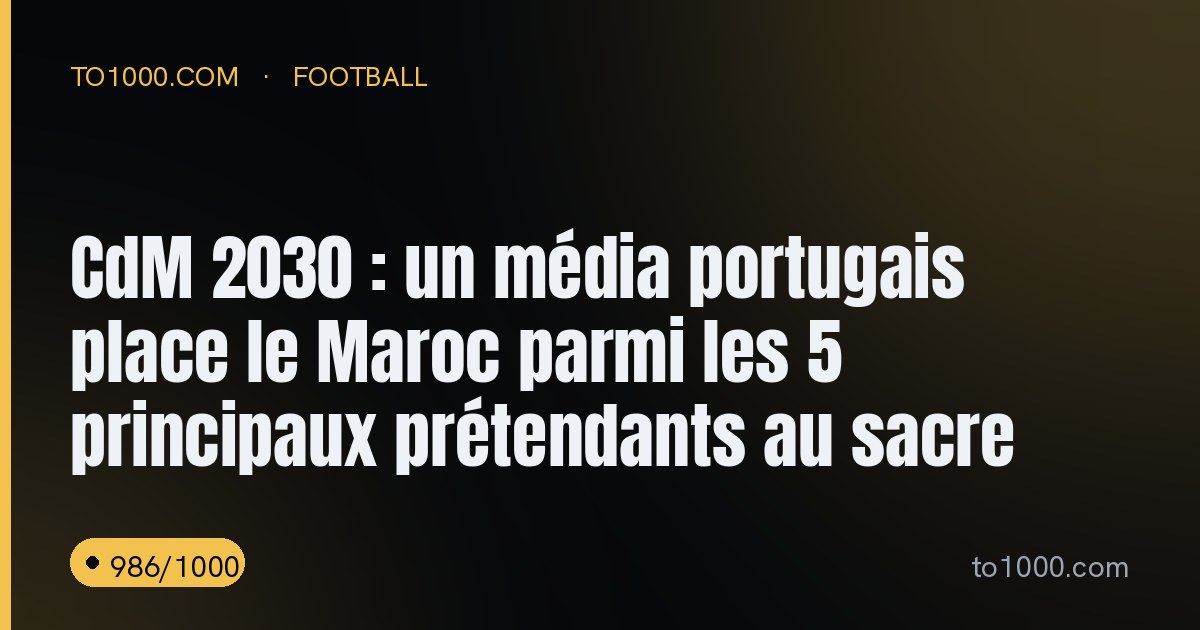 TO1000.COM · FOOTBALL
CdM 2030 : un média portugais
place le Maroc parmi les 5
principaux prétendants au sacre
986/1000
to1000.com